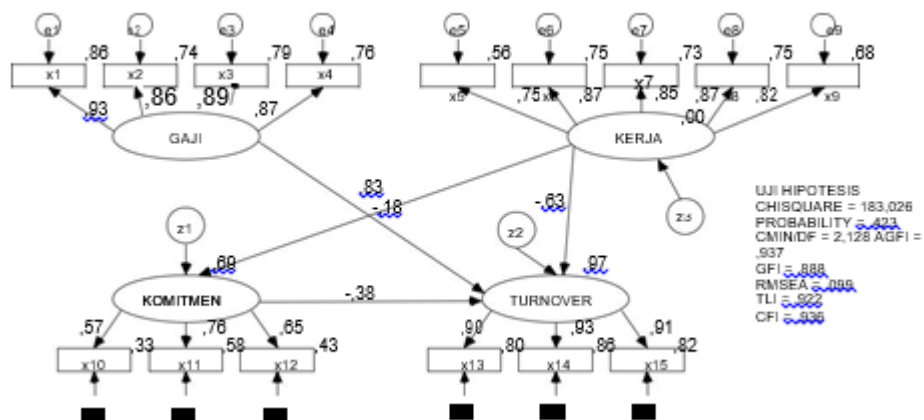 e1 e2 e3 e4 e5 e6 e7 e8 e9
,86 ,74 ,79 ,76 ,56 ,75 ,73 ,75 ,68
x1 x2 x3 x4 x5 x7 x9
,93 ,86 ,89 ,87 ,75 ,87 ,85 ,87 ,82
GAJI KERJA ,00
,83
-,18 -,63
z1 z2 z3
,69 ,97
KOMITMEN -,38 TURNOVER
,57 ,76 ,65 ,90 ,93 ,91
,33 ,58 ,43 ,80 ,86 ,82
x10 x11 x12 x13 x14 x15
UJI HIPOTESIS
CHISQUARE = 183,026
PROBABILITY = ,423
CMIN/DF = 2,128 AGFI =
,937
GFI = ,888
RMSEA = ,099
TLI = ,922
CFI = ,936